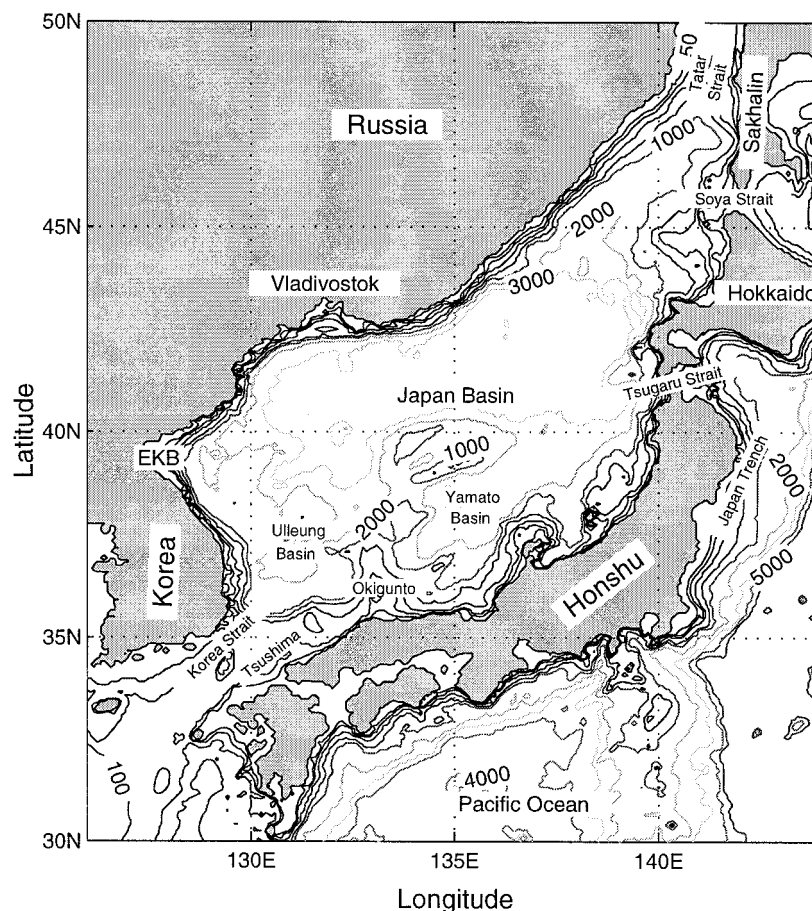 50N
50
Tatar
Strait
Sakhalin
Russia
1000
Soya Strait
45N
2000
3000
Vladivostok
Hokkaido
Japan Basin
Tsugaru Strait
Latitude
40N
1000
EKB
Yamato
Basin
Japan Trench
2000
2000
Ulleung
Basin
Korea
Okigunto
Honshu
5000
35N
Korea Strait
Tsushima
100
4000
Pacific Ocean
30N
130E
135E
140E
Longitude